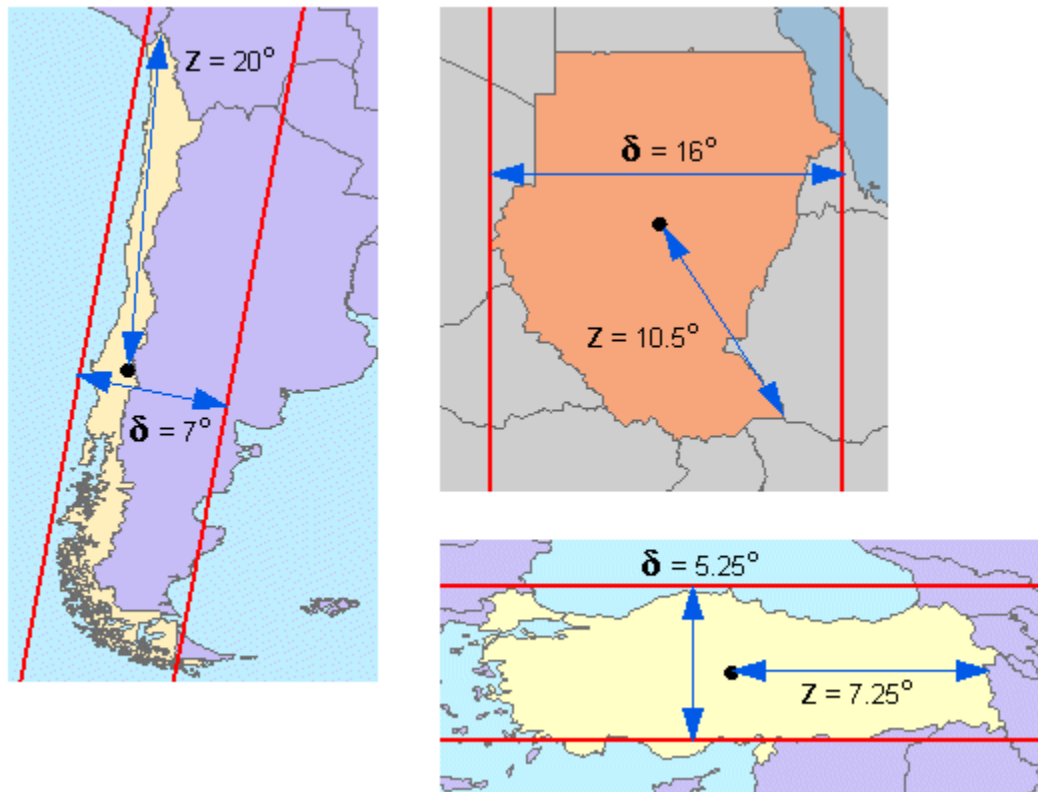 Z = 20°
δ = 7°
δ = 16°
Z = 10.5°
δ = 5.25°
Z = 7.25°